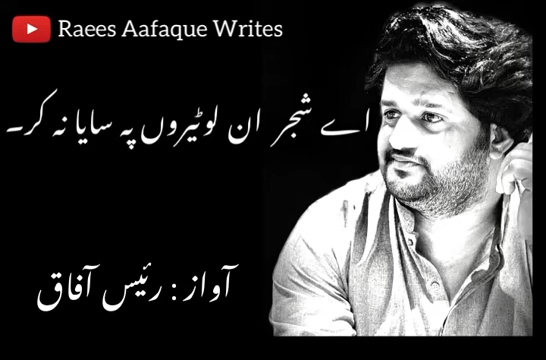 Raees Aafaque Writes
اے شجر ان لوٹیروں پہ سایا نہ کر۔
آواز : رئیس آفاق